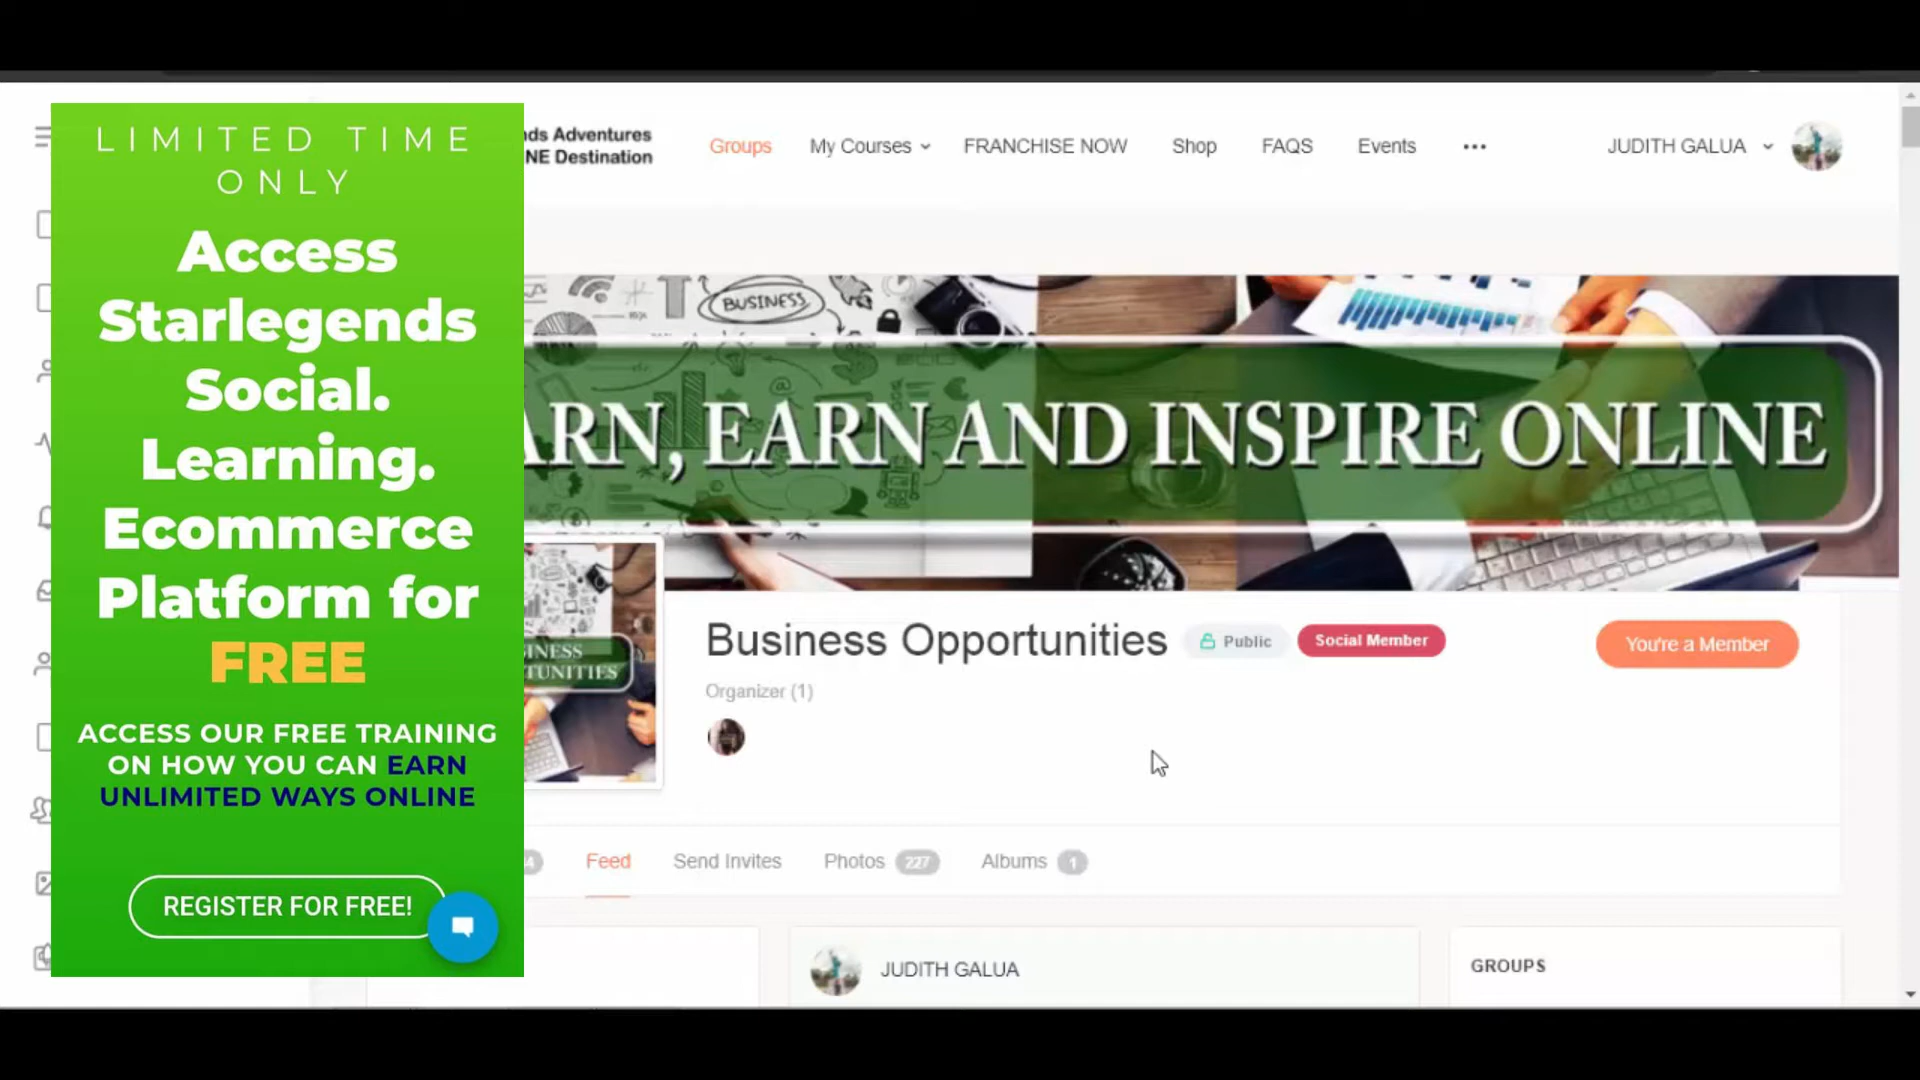 LIMITED TIME
ONLY
Access
Starlegends
Social.
Learning.
Ecommerce
Platform for
FREE
ACCESS OUR FREE TRAINING
ON HOW YOU CAN EARN
UNLIMITED WAYS ONLINE
REGISTER FOR FREE!
nds Adventures
NE Destination
Groups
My Courses
FRANCHISE NOW
Shop
FAQS
Events
•••
JUDITH GALUA
BUSINESS
ARN, EARN AND INSPIRE ONLINE
INESS
TUNITIES
Business Opportunities
Public
Social Member
You're a Member
Organizer (1)
4
Feed
Send Invites
Photos 227
Albums 1
JUDITH GALUA
GROUPS